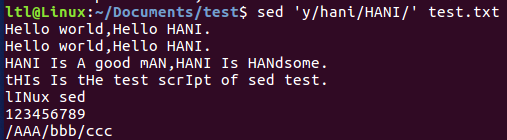 ltl@Linux:~/Documents/test$ sed 'y/hani/HANI/' test.txt
Hello world,Hello HANI.
Hello world,Hello HANI.
HANI Is A good mAN,HANI Is HANdsome.
tHIs Is tHe test scrIpt of sed test.
lINux sed
123456789
/AAA/bbb/ccc